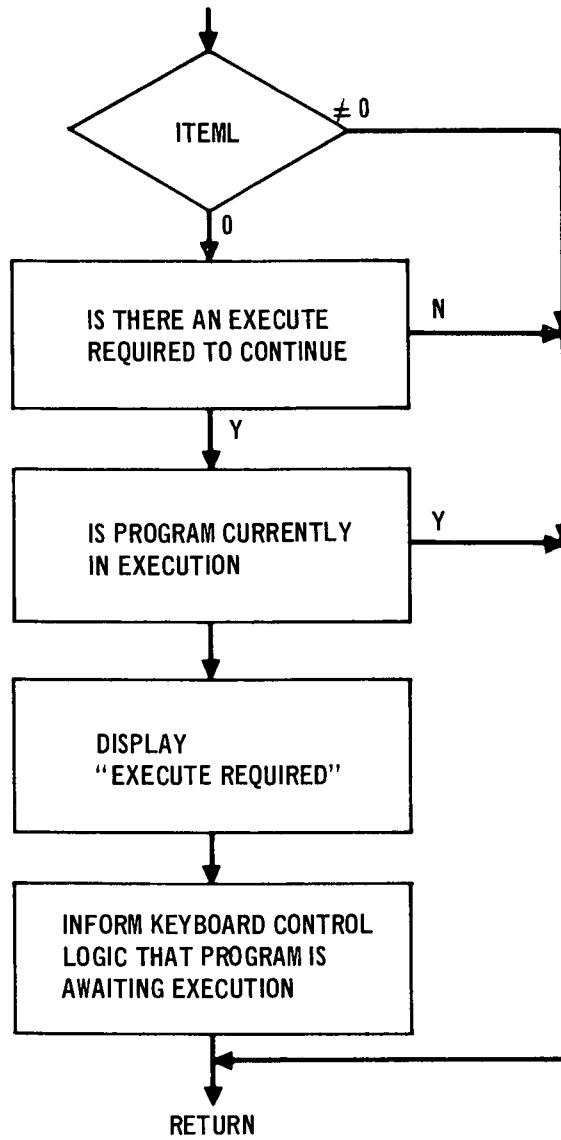 ≠ 0
ITEML
0
IS THERE AN EXECUTE
REQUIRED TO CONTINUE
N
Y
IS PROGRAM CURRENTLY
IN EXECUTION
Y
DISPLAY
“EXECUTE REQUIRED”
INFORM KEYBOARD CONTROL
LOGIC THAT PROGRAM IS
AWAITING EXECUTION
RETURN